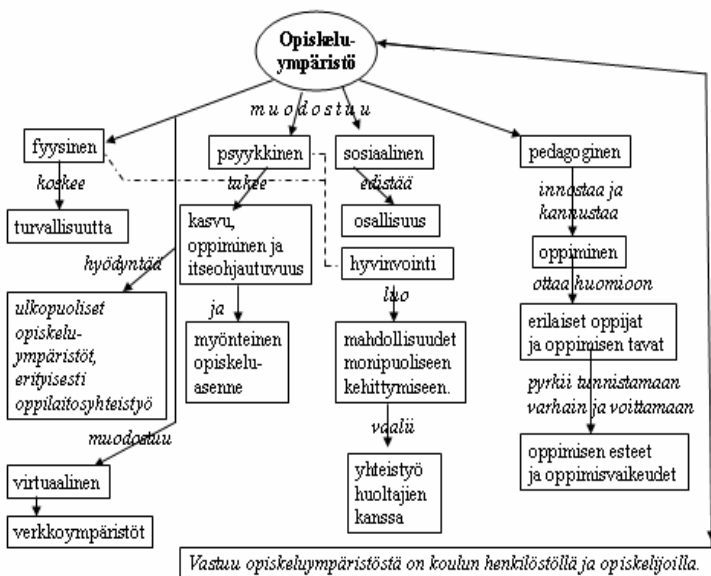 Opiskelu-
ympäristö
muodostuu
fyysinen
psyykkinen
sosiaalinen
pedagoginen
koskee
tukee
edistää
innostaa ja
kannustaa
turvallisuutta
kasvu,
oppiminen ja
itseohjautuvuus
osallisuus
oppiminen
hyödyntää
hyvinvointi
ottaa huomioon
ulkopuoliset
opiskelu-
ympäristöt,
erityisesti
oppilaitosyhteistyö
ja
luo
myönteinen
opiskelu-
asenne
mahdollisuudet
monipuoliseen
kehittymiseen.
erilaiset oppijat
ja oppimisen tavat
pyrkii tunnistamaan
varhain ja voittamaan
muodostuu
vaalii
oppimisen esteet
ja oppimisvaikeudet
virtuaalinen
yhteistyö
huoltajien
kanssa
verkkoympäristöt
Vastuu opiskeluympäristöstä on koulun henkilöstöllä ja opiskelijoilla.